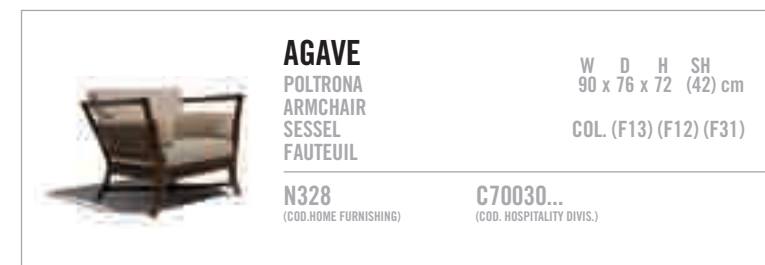 AGAVE
POLTRONA
ARMCHAIR
SESSEL
FAUTEUIL
W D H SH
90 x 76 x 72 (42) cm
COL. (F13) (F12) (F31)
N328
(COD.HOME FURNISHING)
C70030...
(COD. HOSPITALITY DIVIS.)